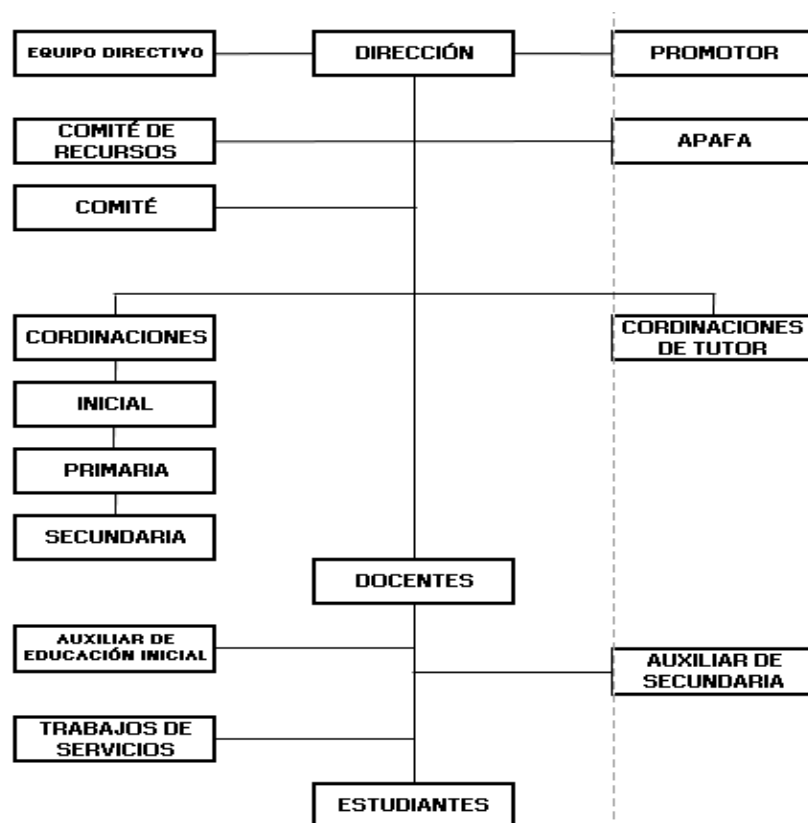 EQUIPO DIRECTIVO
DIRECCIÓN
PROMOTOR
COMITÉ DE
RECURSOS
APAFA
COMITÉ
CORDINACIONES
CORDINACIONES
DE TUTOR
INICIAL
PRIMARIA
SECUNDARIA
DOCENTES
AUXILIAR DE
EDUCACIÓN INICIAL
AUXILIAR DE
SECUNDARIA
TRABAJOS DE
SERVICIOS
ESTUDIANTES